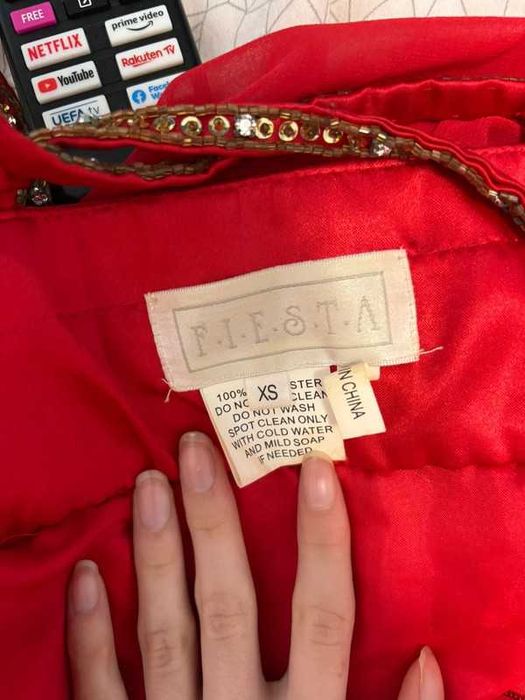 FREE
prime video
NETFLIX
Rakuten TV
YouTube
UEFA tv
F.I.E.S.T.A
XS
100% STER
DO NO CLEAN
DO NOT WASH
SPOT CLEAN ONLY
WITH COLD WATER
AND MILD SOAP
IF NEEDED
IN CHINA